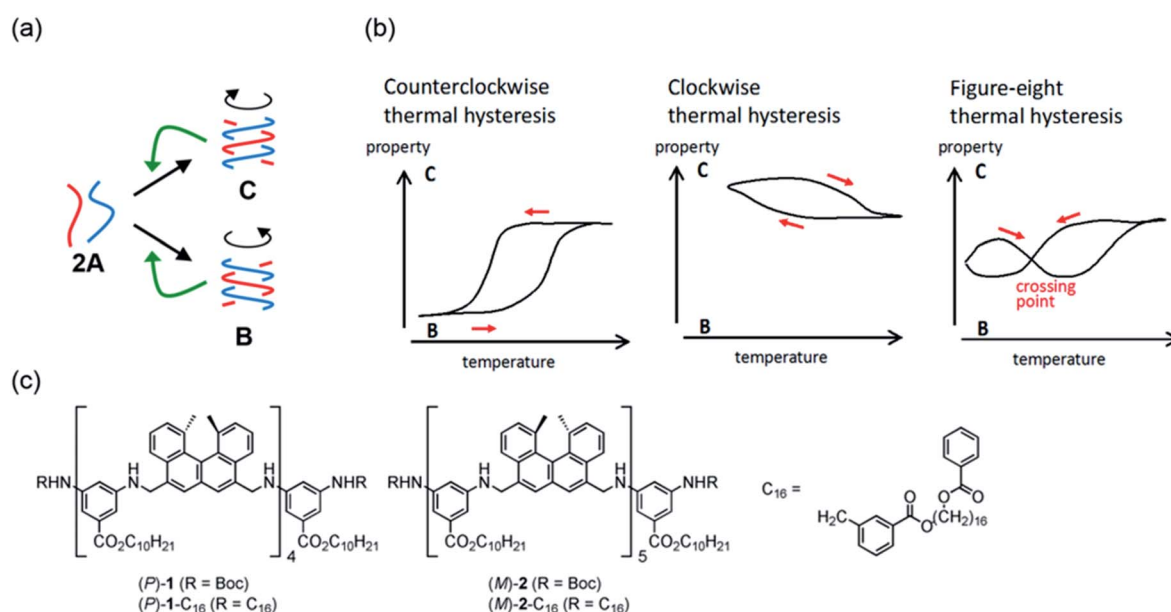 (a)
(b)
C
2A
B
Counterclockwise
thermal hysteresis
property
C
B
temperature
Clockwise
thermal hysteresis
property
C
B
temperature
Figure-eight
thermal hysteresis
property
C
crossing
point
B
temperature
(c)
RHN
H
N
H
N
NHR
CO₂C₁₀H₂₁
CO₂C₁₀H₂₁
4
(P)-1 (R = Boc)
(P)-1-C₁₆ (R = C₁₆)
RHN
H
N
H
N
NHR
CO₂C₁₀H₂₁
CO₂C₁₀H₂₁
5
(M)-2 (R = Boc)
(M)-2-C₁₆ (R = C₁₆)
C₁₆ =
H₂C
O
O
O
O
(CH₂)₁₆